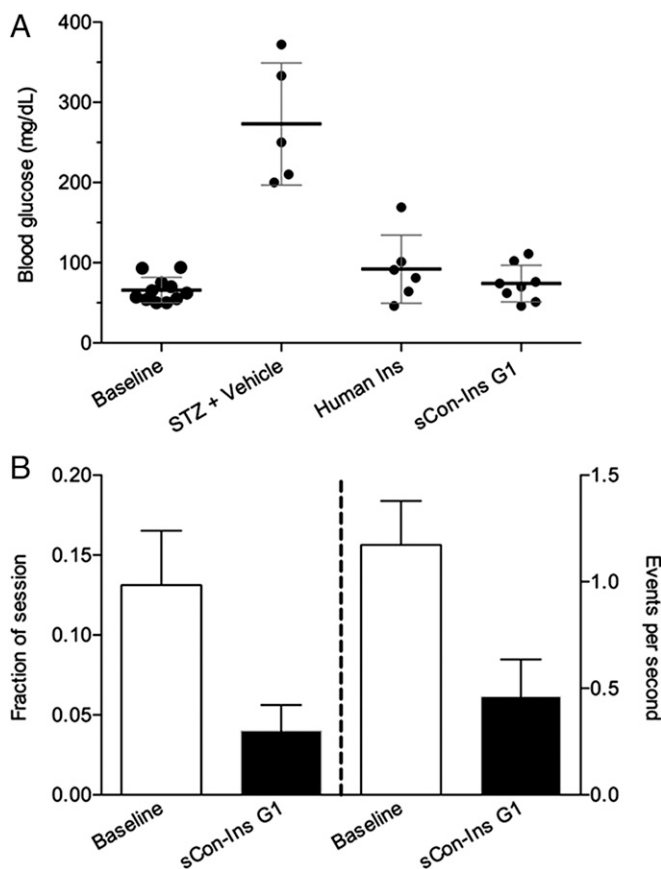 A
Blood glucose (mg/dL)
400
300
200
100
0
Baseline
STZ + Vehicle
Human Ins
sCon-Ins G1
B
Fraction of session
0.20
0.15
0.10
0.05
0.00
Baseline
sCon-Ins G1
Baseline
sCon-Ins G1
1.5
1.0
0.5
0.0
Events per second